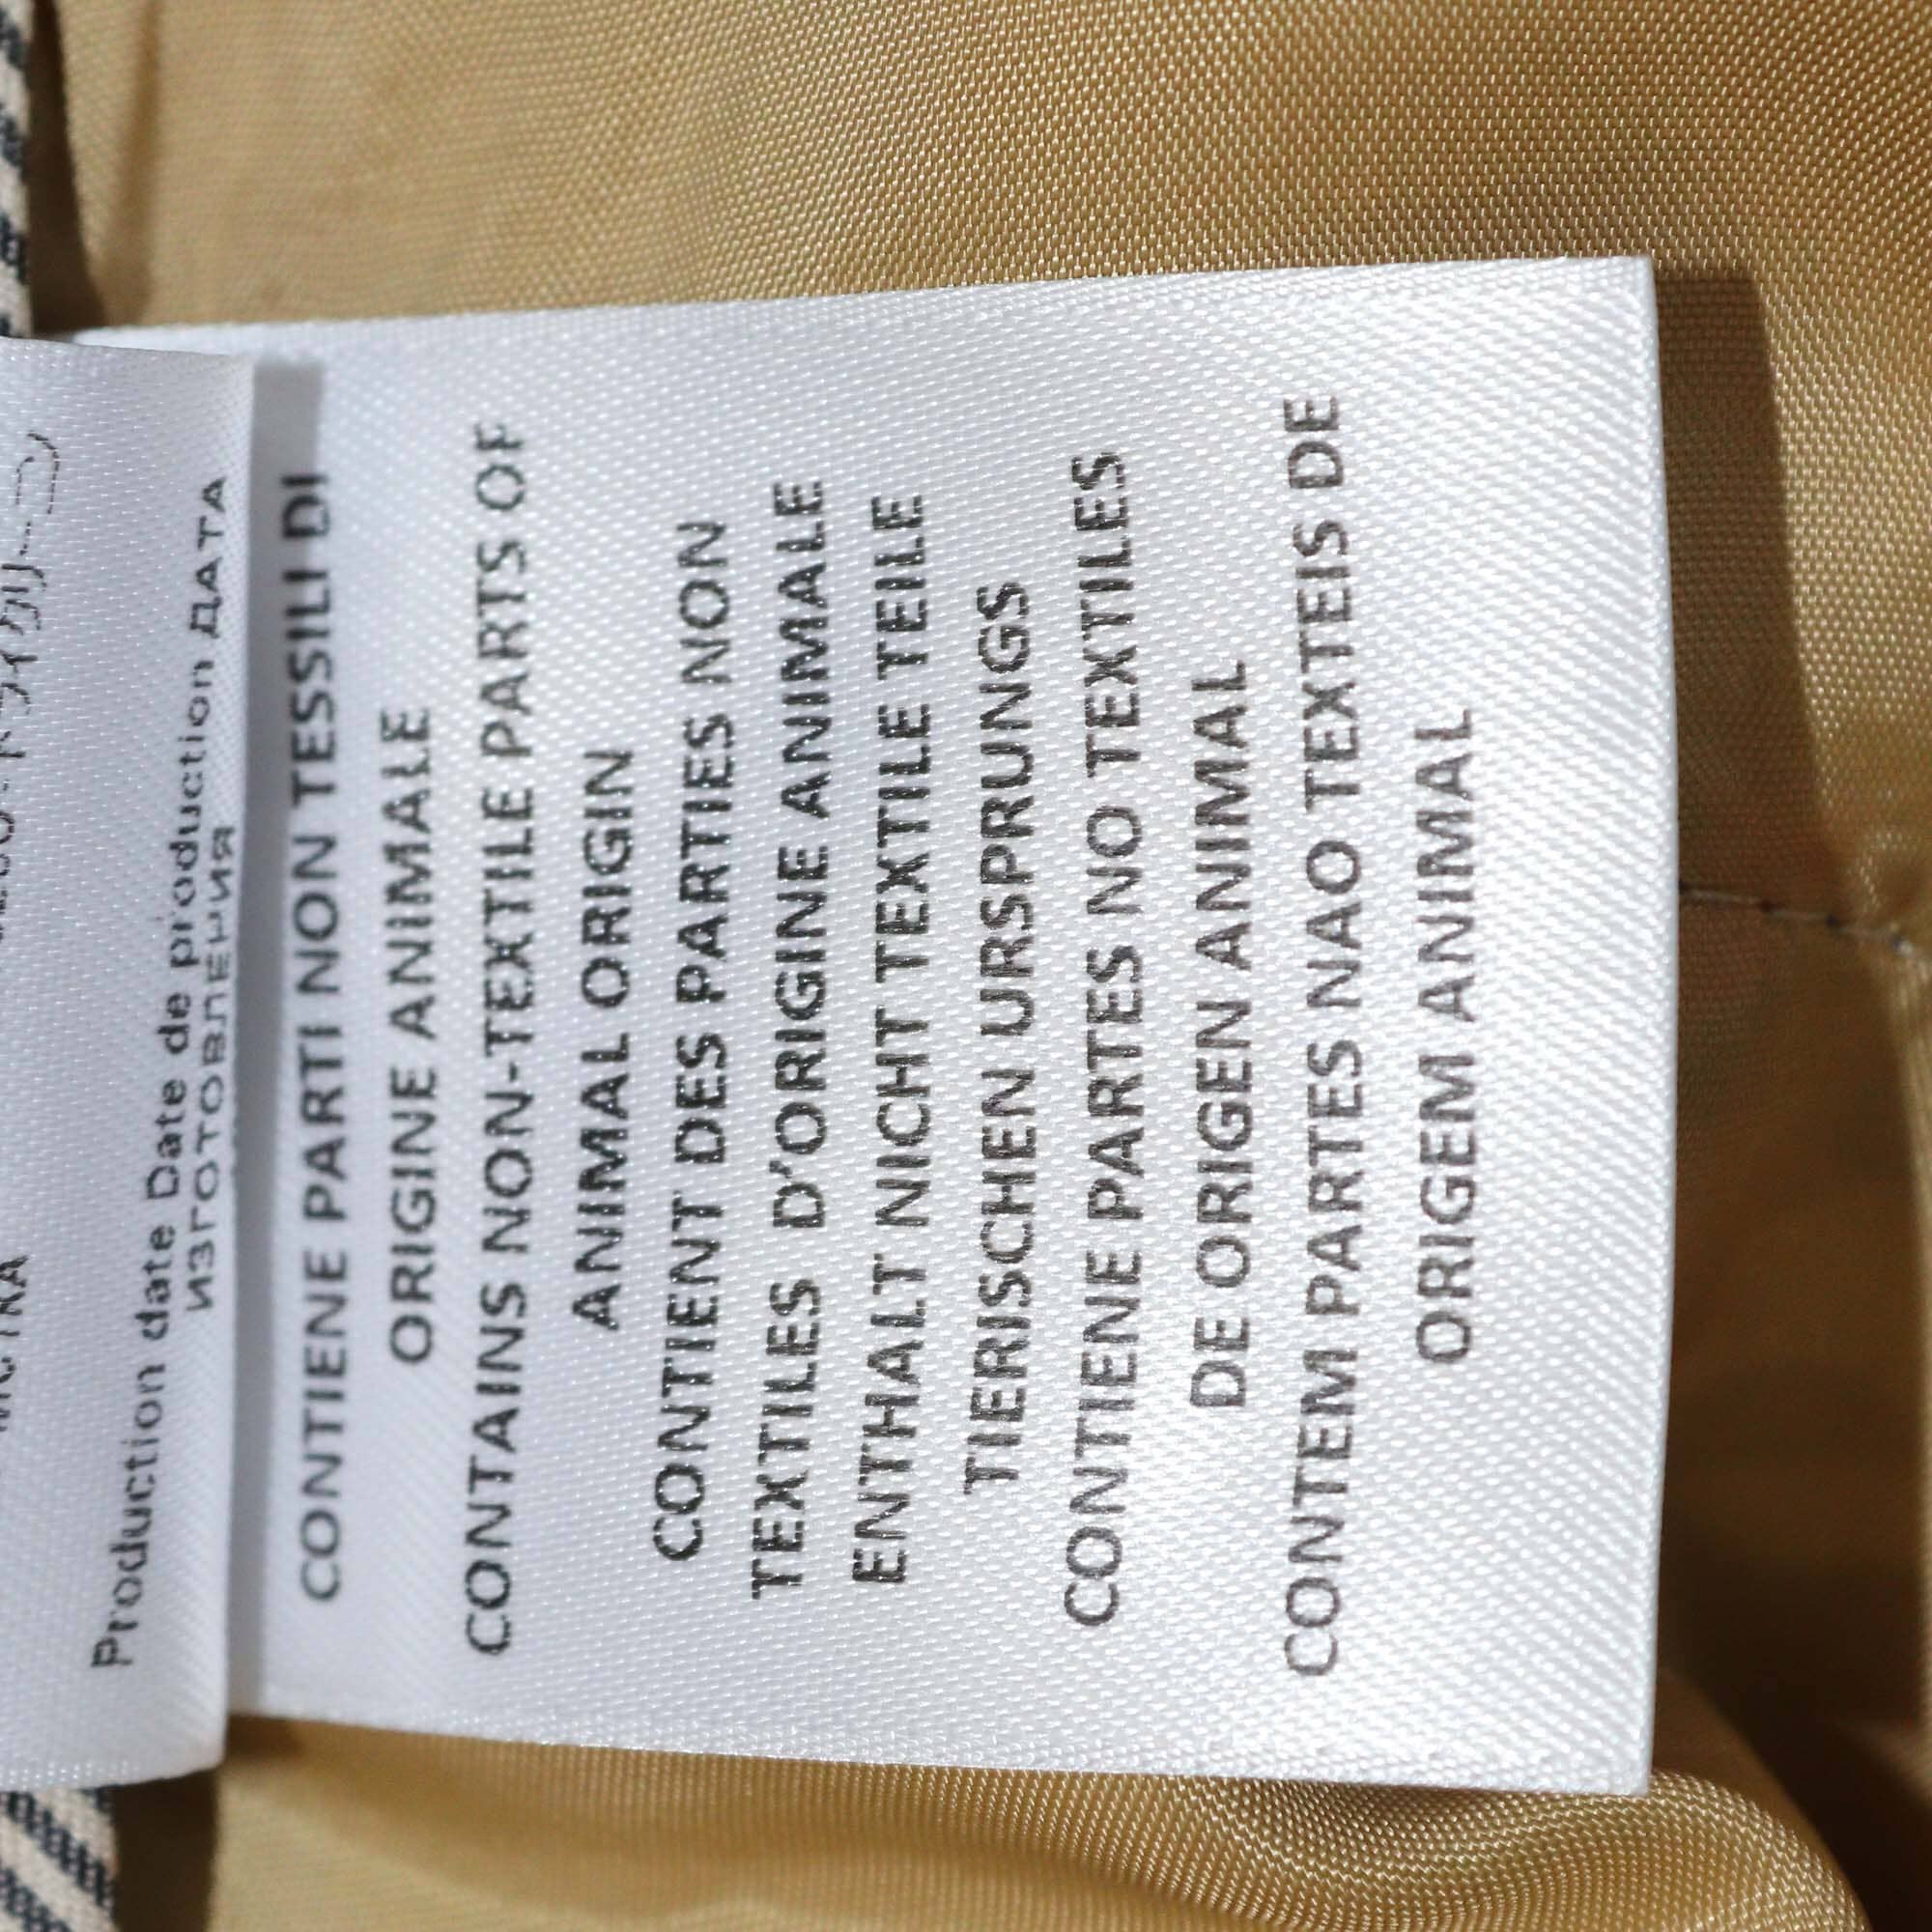 Production date Date de production ДАТА
ИЗГОТОВЛЕНИЯ
CONTIENE PARTI NON TESSILI DI
ORIGINE ANIMALE
CONTAINS NON-TEXTILE PARTS OF
ANIMAL ORIGIN
CONTIENT DES PARTIES NON
TEXTILES D'ORIGINE ANIMALE
ENTHALT NICHT TEXTILE TEILE
TIERISCHEN URSPRUNGS
CONTIENE PARTES NO TEXTILES
DE ORIGEN ANIMAL
CONTEM PARTES NAO TEXTEIS DE
ORIGEM ANIMAL